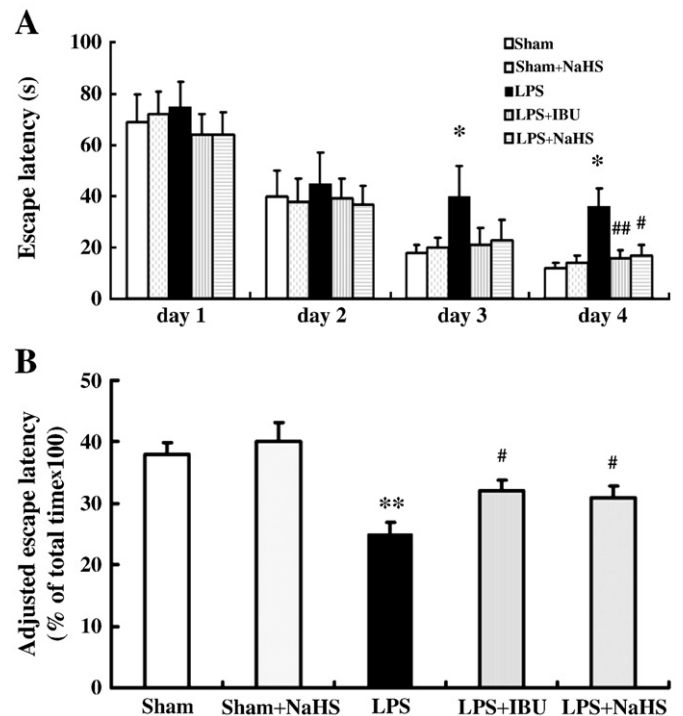 A
Escape latency (s)
100
80
60
40
20
0
Sham
Sham+NaHS
LPS
LPS+IBU
LPS+NaHS
*
*
##
#
day 1
day 2
day 3
day 4
B
Adjusted escape latency
(% of total timex100)
50
40
30
20
10
0
**
#
#
Sham
Sham+NaHS
LPS
LPS+IBU
LPS+NaHS